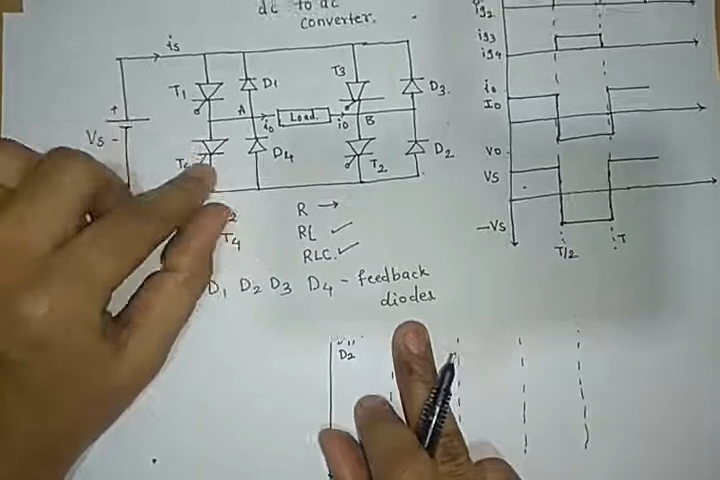 dc to dc
converter.
is
T1
D1
T3
D3.
+
Vs -
A
io
Load.
io
B
D4
T2
D2
R →
RL ✓
RLC. ✓
T4
D1 D2 D3 D4 - feedback
diodes
D2
ig2
ig3
ig4
io
Io
Vo
Vs
-Vs
T/2
T